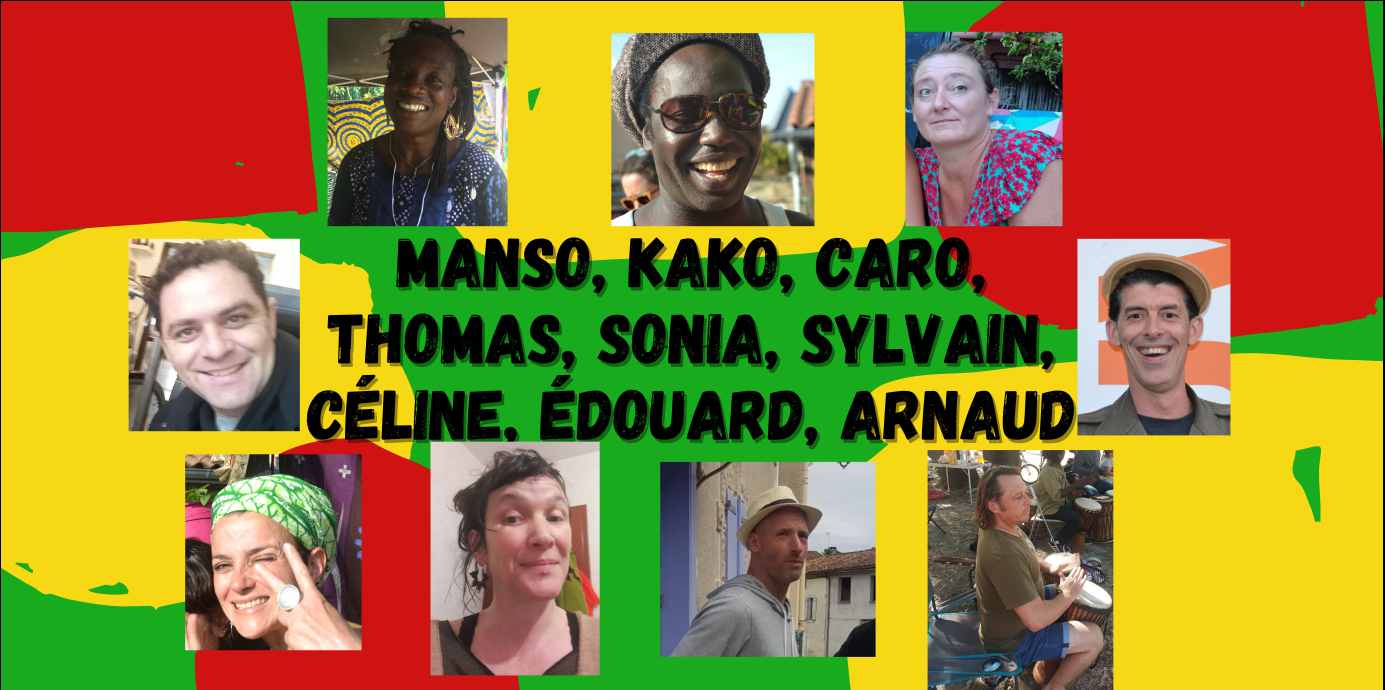 MANSO, KAKO, CARO,
THOMAS, SONIA, SYLVAIN,
CÉLINE, ÉDOUARD, ARNAUD